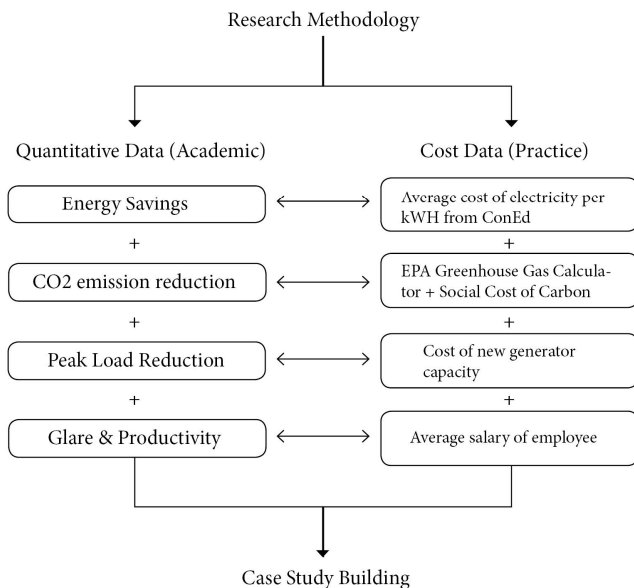 Research Methodology
Quantitative Data (Academic)
Cost Data (Practice)
Energy Savings
Average cost of electricity per
kWH from ConEd
+
+
CO2 emission reduction
EPA Greenhouse Gas Calcula-
tor + Social Cost of Carbon
+
+
Peak Load Reduction
Cost of new generator
capacity
+
+
Glare & Productivity
Average salary of employee
Case Study Building